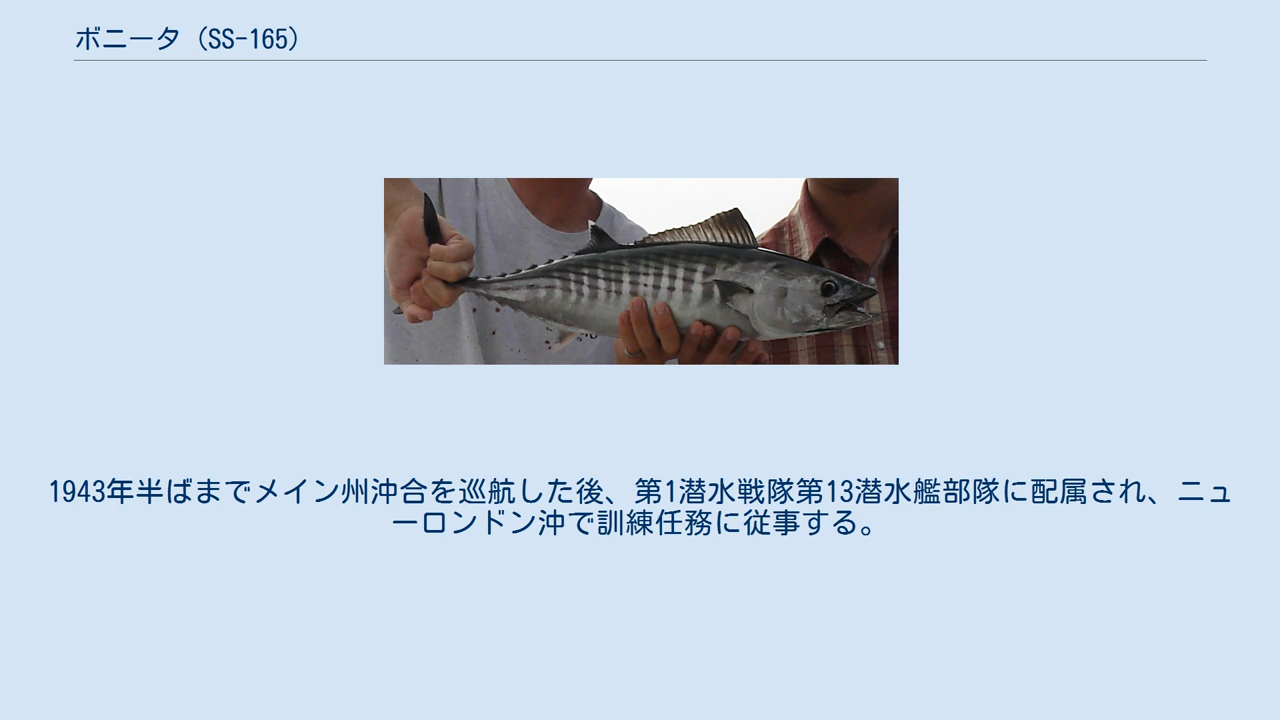 ボニータ（SS-165）
1943年半ばまでメイン州沖合を巡航した後、第1潜水戦隊第13潜水艦部隊に配属され、ニュ
ーロンドン沖で訓練任務に従事する。